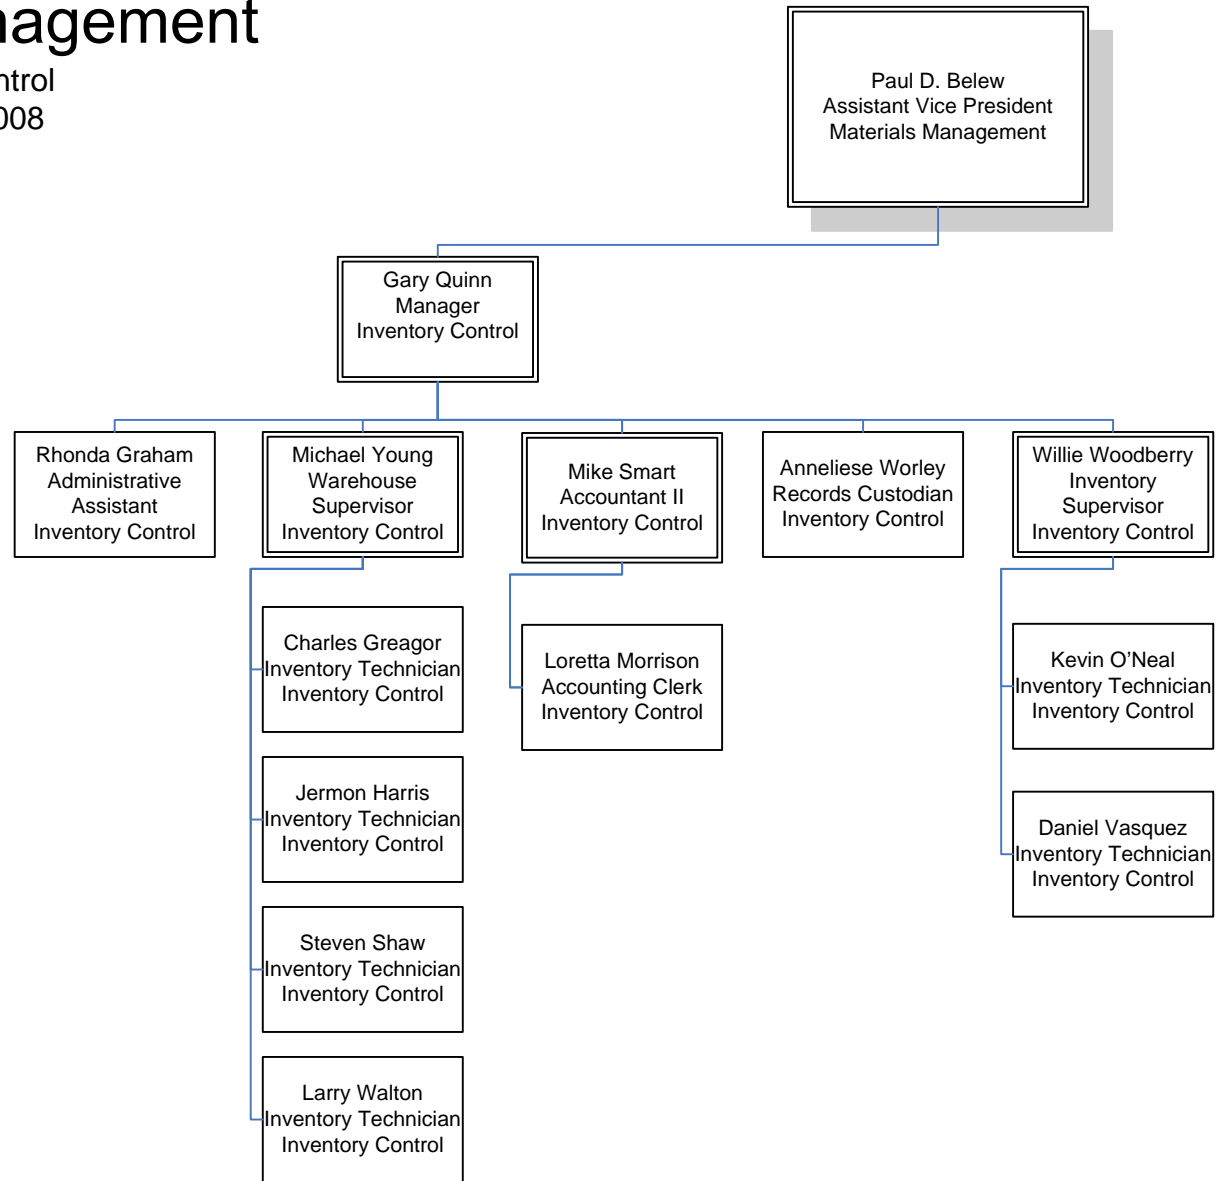 nagement
ntrol
008
Paul D. Belew
Assistant Vice President
Materials Management
Gary Quinn
Manager
Inventory Control
Rhonda Graham
Administrative
Assistant
Inventory Control
Michael Young
Warehouse
Supervisor
Inventory Control
Mike Smart
Accountant II
Inventory Control
Anneliese Worley
Records Custodian
Inventory Control
Willie Woodberry
Inventory
Supervisor
Inventory Control
Charles Greagor
Inventory Technician
Inventory Control
Jermon Harris
Inventory Technician
Inventory Control
Steven Shaw
Inventory Technician
Inventory Control
Larry Walton
Inventory Technician
Inventory Control
Loretta Morrison
Accounting Clerk
Inventory Control
Kevin O’Neal
Inventory Technician
Inventory Control
Daniel Vasquez
Inventory Technician
Inventory Control